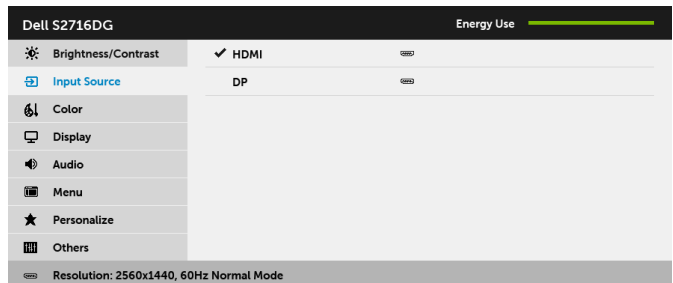 Dell S2716DG
Energy Use
Brightness/Contrast
HDMI
Input Source
DP
Color
Display
Audio
Menu
Personalize
Others
Resolution: 2560x1440, 60Hz Normal Mode